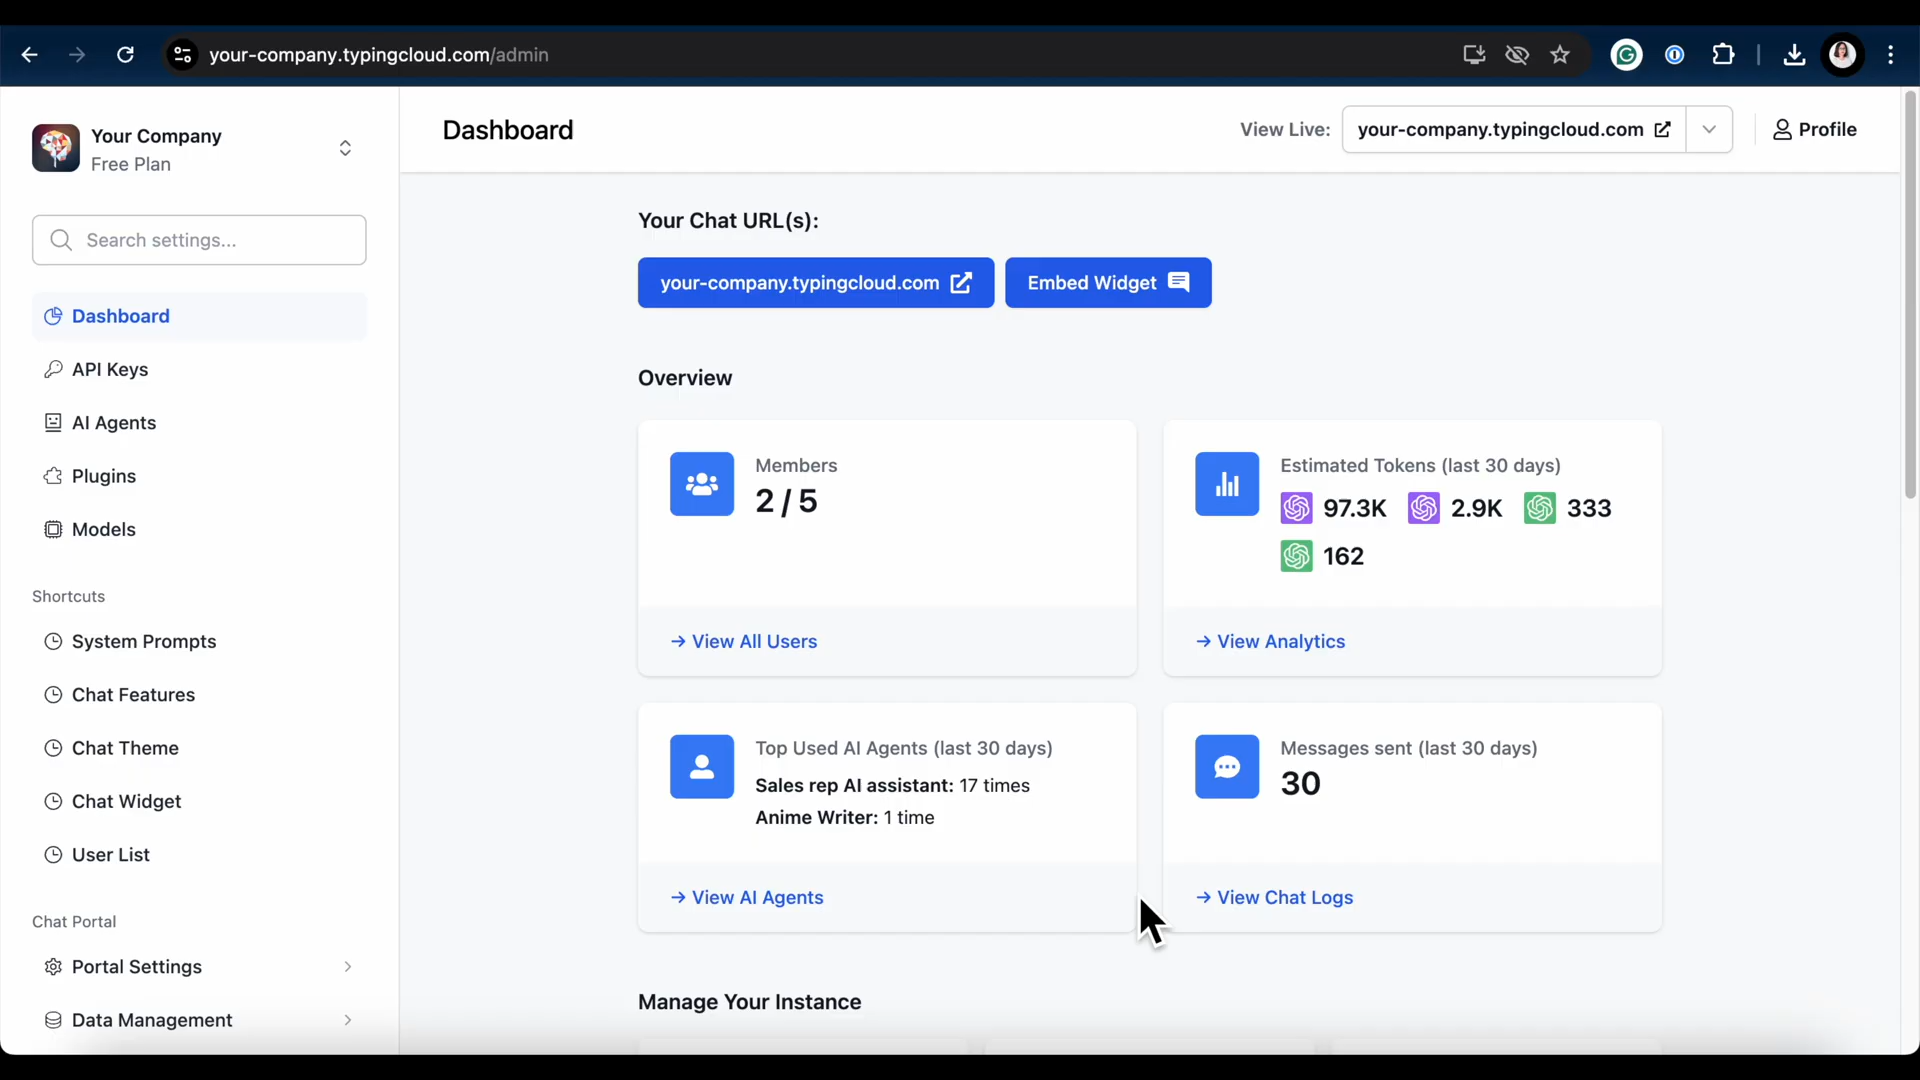 your-company.typingcloud.com/admin
Your Company
Free Plan
Search settings...
Dashboard
API Keys
AI Agents
Plugins
Models
Shortcuts
System Prompts
Chat Features
Chat Theme
Chat Widget
User List
Chat Portal
Portal Settings
Data Management
Dashboard
View Live: your-company.typingcloud.com
Profile
Your Chat URL(s):
your-company.typingcloud.com
Embed Widget
Overview
Members
2 / 5
→ View All Users
Estimated Tokens (last 30 days)
97.3K 2.9K 333
162
→ View Analytics
Top Used AI Agents (last 30 days)
Sales rep AI assistant: 17 times
Anime Writer: 1 time
→ View AI Agents
Messages sent (last 30 days)
30
→ View Chat Logs
Manage Your Instance